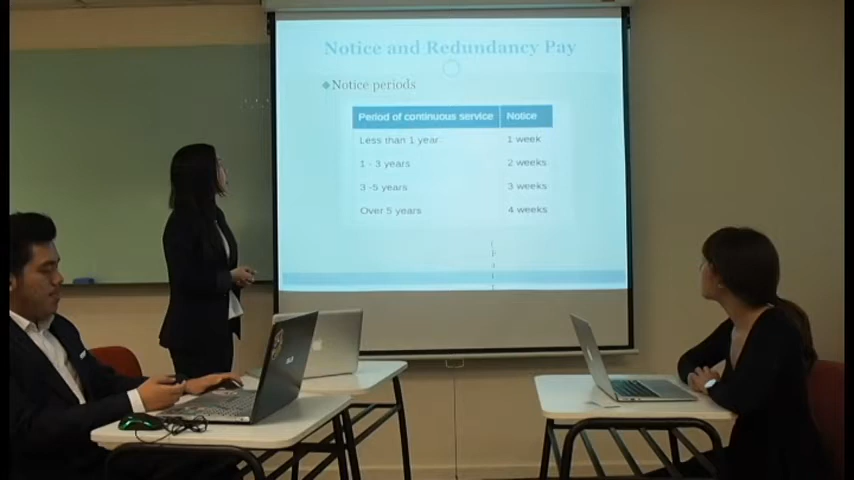 Notice and Redundancy Pay
Notice periods
Period of continuous service Notice
Less than 1 year 1 week
1 - 3 years 2 weeks
3 -5 years 3 weeks
Over 5 years 4 weeks